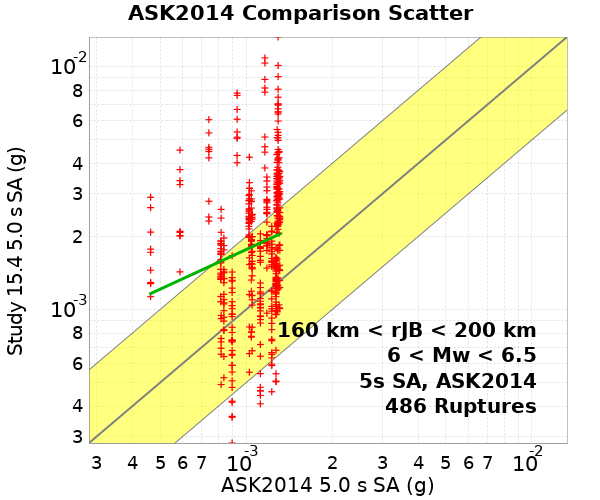 ASK2014 Comparison Scatter
Study 15.4 5.0 s SA (g)
10-2
8
6
4
3
2
10-3
8
6
4
3
160 km < rJB < 200 km
6 < Mw < 6.5
5s SA, ASK2014
486 Ruptures
3 4 5 6 7 10-3 2 3 4 5 6 7 10-2
ASK2014 5.0 s SA (g)